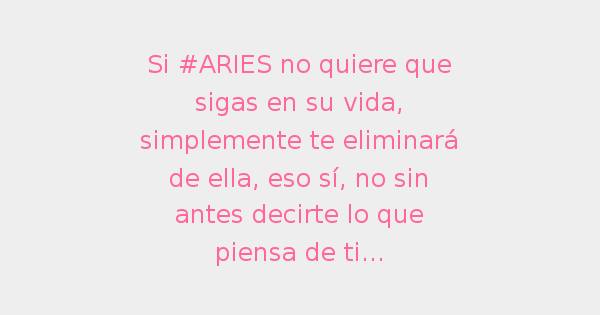 Si #ARIES no quiere que
sigas en su vida,
simplemente te eliminará
de ella, eso sí, no sin
antes decirte lo que
piensa de ti...